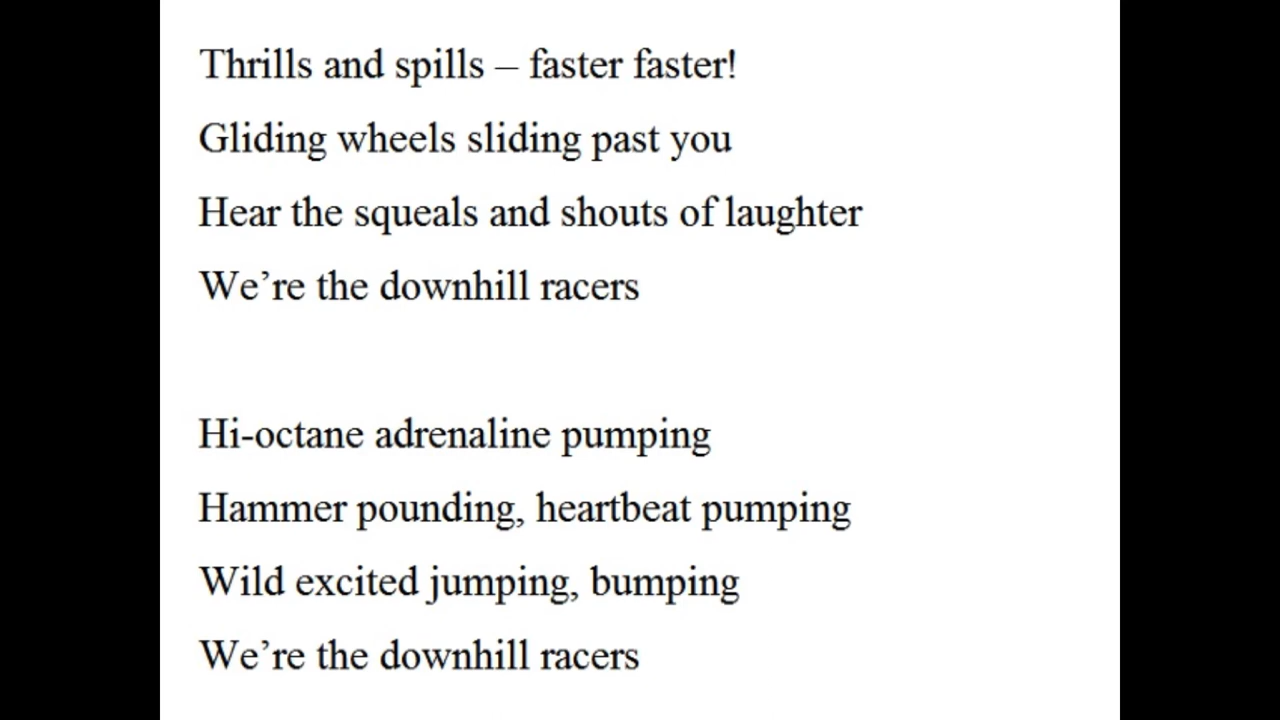 Thrills and spills – faster faster!
Gliding wheels sliding past you
Hear the squeals and shouts of laughter
We’re the downhill racers
Hi-octane adrenaline pumping
Hammer pounding, heartbeat pumping
Wild excited jumping, bumping
We’re the downhill racers